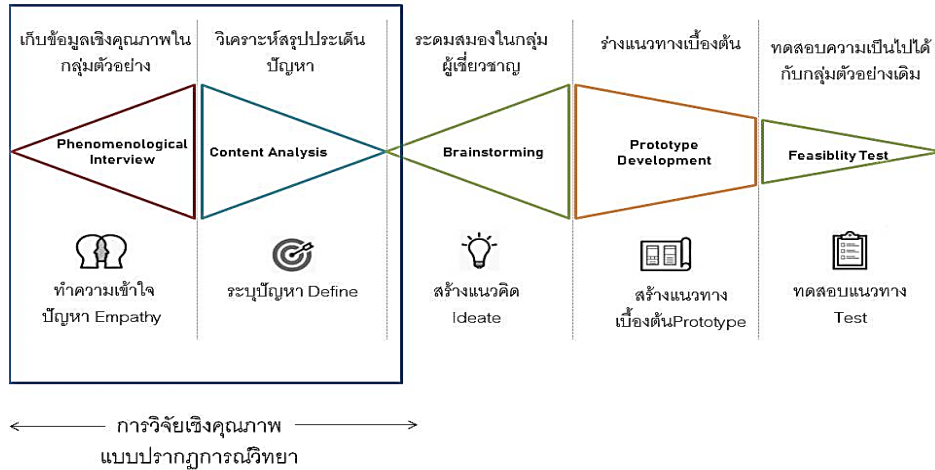 เก็บข้อมูลเชิงคุณภาพใน
กลุ่มตัวอย่าง
วิเคราะห์สรุปประเด็น
ปัญหา
ระดมสมองในกลุ่ม
ผู้เชี่ยวชาญ
ร่างแนวทางเบื้องต้น
ทดสอบความเป็นไปได้
กับกลุ่มตัวอย่างเดิม
Phenomenological
Interview
Content Analysis
Brainstorming
Prototype
Development
Feasiblity Test
ทำความเข้าใจ
ปัญหา Empathy
ระบุปัญหา Define
สร้างแนวคิด
Ideate
สร้างแนวทาง
เบื้องต้นPrototype
ทดสอบแนวทาง
Test
การวิจัยเชิงคุณภาพ
แบบปรากฏการณ์วิทยา